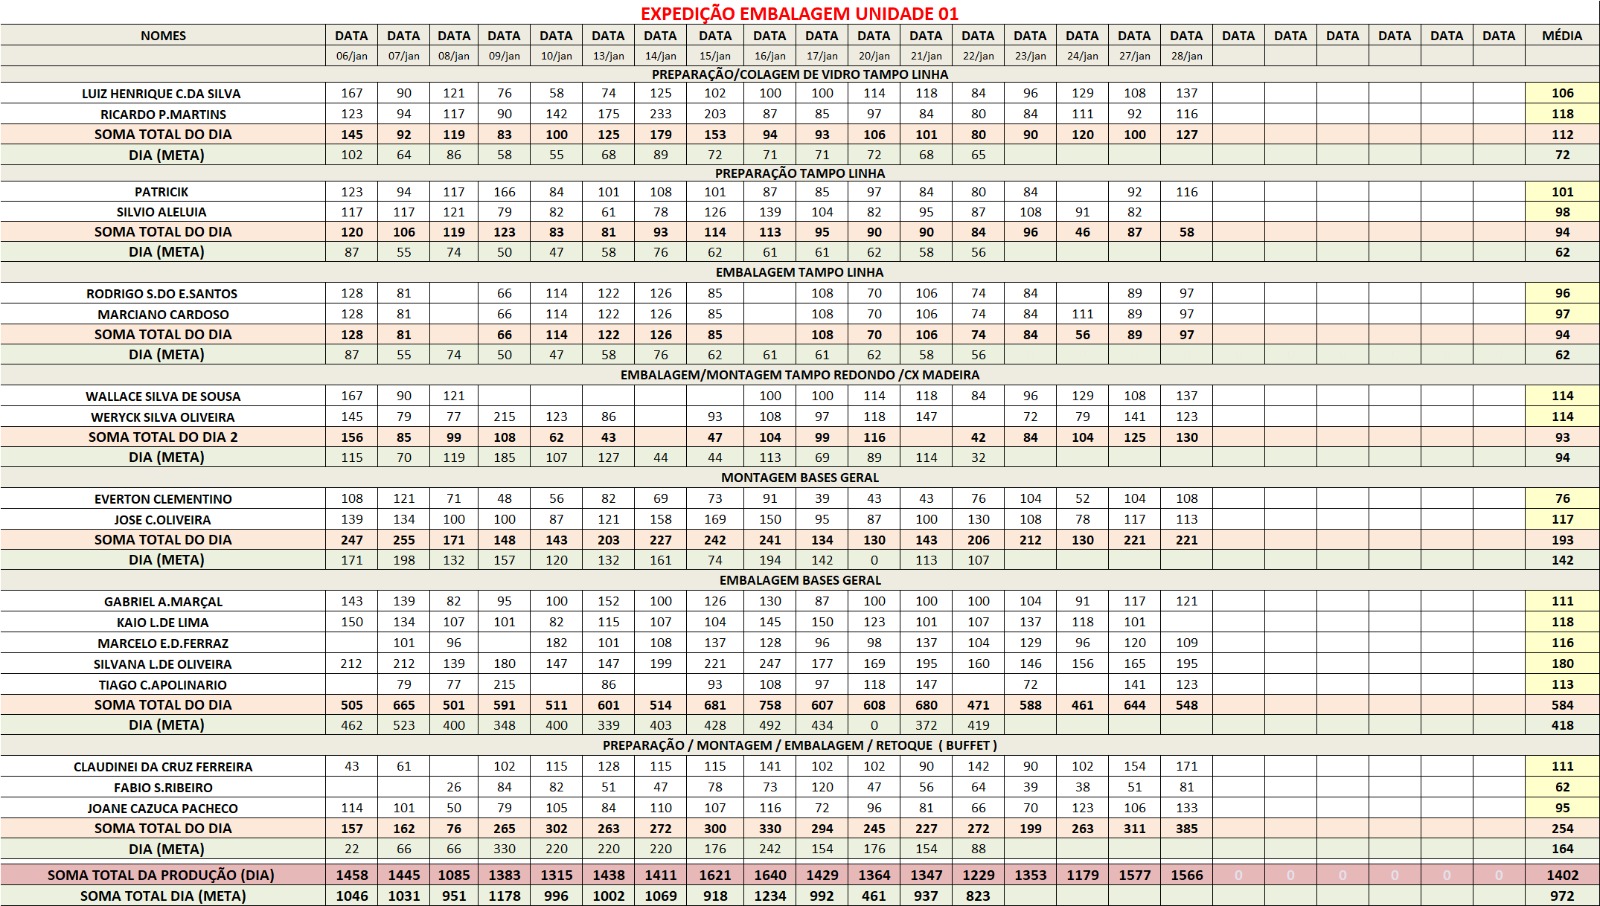 EXPEDIÇÃO EMBALAGEM UNIDADE 01
NOMES DATA DATA DATA DATA DATA DATA DATA DATA DATA DATA DATA DATA DATA DATA DATA DATA DATA DATA DATA DATA DATA DATA DATA MÉDIA
06/jan 07/jan 08/jan 09/jan 10/jan 13/jan 14/jan 15/jan 16/jan 17/jan 20/jan 21/jan 22/jan 23/jan 24/jan 27/jan 28/jan
PREPARAÇÃO/COLAGEM DE VIDRO TAMPO LINHA
LUIZ HENRIQUE C.DA SILVA 167 90 121 76 58 74 125 102 100 100 114 118 84 96 129 108 137 106
RICARDO P.MARTINS 123 94 117 90 142 175 233 203 87 85 97 84 80 84 111 92 116 118
SOMA TOTAL DO DIA 145 92 119 83 100 125 179 153 94 93 106 101 80 90 120 100 127 112
DIA (META) 102 64 86 58 55 68 89 72 71 71 72 68 65 72
PREPARAÇÃO TAMPO LINHA
PATRICIK 123 94 117 166 84 101 108 101 87 85 97 84 80 84 92 116 101
SILVIO ALELUIA 117 117 121 79 82 61 78 126 139 104 82 95 87 108 91 82 98
SOMA TOTAL DO DIA 120 106 119 123 83 81 93 114 113 95 90 90 84 96 46 87 58 94
DIA (META) 87 55 74 50 47 58 76 62 61 61 62 58 56 62
EMBALAGEM TAMPO LINHA
RODRIGO S.DO E.SANTOS 128 81 66 114 122 126 85 108 70 106 74 84 89 97 96
MARCIANO CARDOSO 128 81 66 114 122 126 85 108 70 106 74 84 111 89 97 97
SOMA TOTAL DO DIA 128 81 66 114 122 126 85 108 70 106 74 84 56 89 97 94
DIA (META) 87 55 74 50 47 58 76 62 61 61 62 58 56 62
EMBALAGEM/MONTAGEM TAMPO REDONDO /CX MADEIRA
WALLACE SILVA DE SOUSA 167 90 121 100 100 114 118 84 96 129 108 137 114
WERYCK SILVA OLIVEIRA 145 79 77 215 123 86 93 108 97 118 147 72 79 141 123 114
SOMA TOTAL DO DIA 2 156 85 99 108 62 43 47 104 99 116 42 84 104 125 130 93
DIA (META) 115 70 119 185 107 127 44 44 113 69 89 114 32 94
MONTAGEM BASES GERAL
EVERTON CLEMENTINO 108 121 71 48 56 82 69 73 91 39 43 43 76 104 52 104 108 76
JOSE C.OLIVEIRA 139 134 100 100 87 121 158 169 150 95 87 100 130 108 78 117 113 117
SOMA TOTAL DO DIA 247 255 171 148 143 203 227 242 241 134 130 143 206 212 130 221 221 193
DIA (META) 171 198 132 157 120 132 161 74 194 142 0 113 107 142
EMBALAGEM BASES GERAL
GABRIEL A.MARÇAL 143 139 82 95 100 152 100 126 130 87 100 100 100 104 91 117 121 111
KAIO L.DE LIMA 150 134 107 101 82 115 107 104 145 150 123 101 107 137 118 101 118
MARCELO E.D.FERRAZ 101 96 182 101 108 137 128 96 98 137 104 129 96 120 109 116
SILVANA L.DE OLIVEIRA 212 212 139 180 147 147 199 221 247 177 169 195 160 146 156 165 195 180
TIAGO C.APOLINARIO 79 77 215 86 93 108 97 118 147 72 141 123 113
SOMA TOTAL DO DIA 505 665 501 591 511 601 514 681 758 607 608 680 471 588 461 644 548 584
DIA (META) 462 523 400 348 400 339 403 428 492 434 0 372 419 418
PREPARAÇÃO / MONTAGEM / EMBALAGEM / RETOQUE ( BUFFET )
CLAUDINEI DA CRUZ FERREIRA 43 61 102 115 128 115 115 141 102 102 90 142 90 102 154 171 111
FABIO S.RIBEIRO 26 84 82 51 47 78 73 120 47 56 64 39 38 51 81 62
JOANE CAZUCA PACHECO 114 101 50 79 105 84 110 107 116 72 96 81 66 70 123 106 133 95
SOMA TOTAL DO DIA 157 162 76 265 302 263 272 300 330 294 245 227 272 199 263 311 385 254
DIA (META) 22 66 66 330 220 220 220 176 242 154 176 154 88 164
SOMA TOTAL DA PRODUÇÃO (DIA) 1458 1445 1085 1383 1315 1438 1411 1621 1640 1429 1364 1347 1229 1353 1179 1577 1566 0 0 0 0 0 0 1402
SOMA TOTAL DIA (META) 1046 1031 951 1178 996 1002 1069 918 1234 992 461 937 823 972